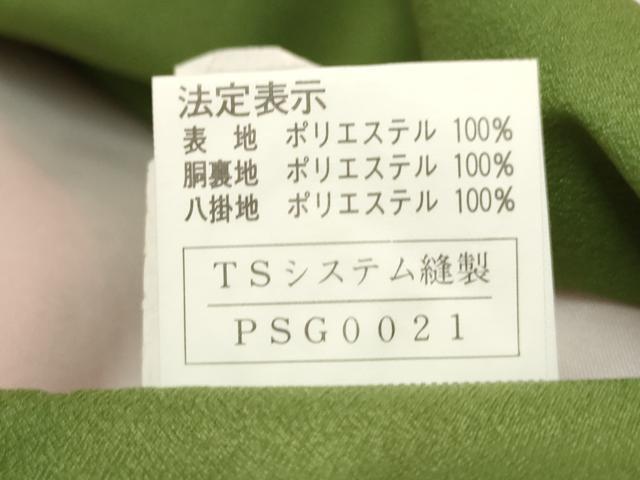 法定表示
表　地　ポリエステル 100%
胴裏地　ポリエステル 100%
八掛地　ポリエステル 100%
TSシステム縫製
PSG0021